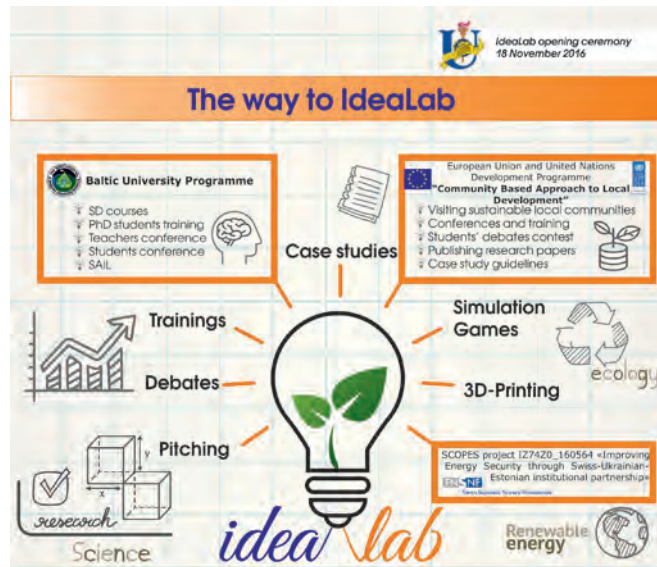 IdeaLab opening ceremony
18 November 2016
The way to IdeaLab
Baltic University Programme
SD courses
PhD students training
Teachers conference
Students conference
SAIL
European Union and United Nations
Development Programme
"Community Based Approach to Local
Development"
Visiting sustainable local communities
Conferences and training
Students' debates contest
Publishing research papers
Case study guidelines
Case studies
Trainings
Debates
Pitching
Simulation
Games
3D-Printing
ecology
SCOPES project IZ74Z0_160564 «Improving
Energy Security through Swiss-Ukrainian-
Estonian institutional partnership»
FNSNF
x
y
research
Science
idea lab
Renewable
energy